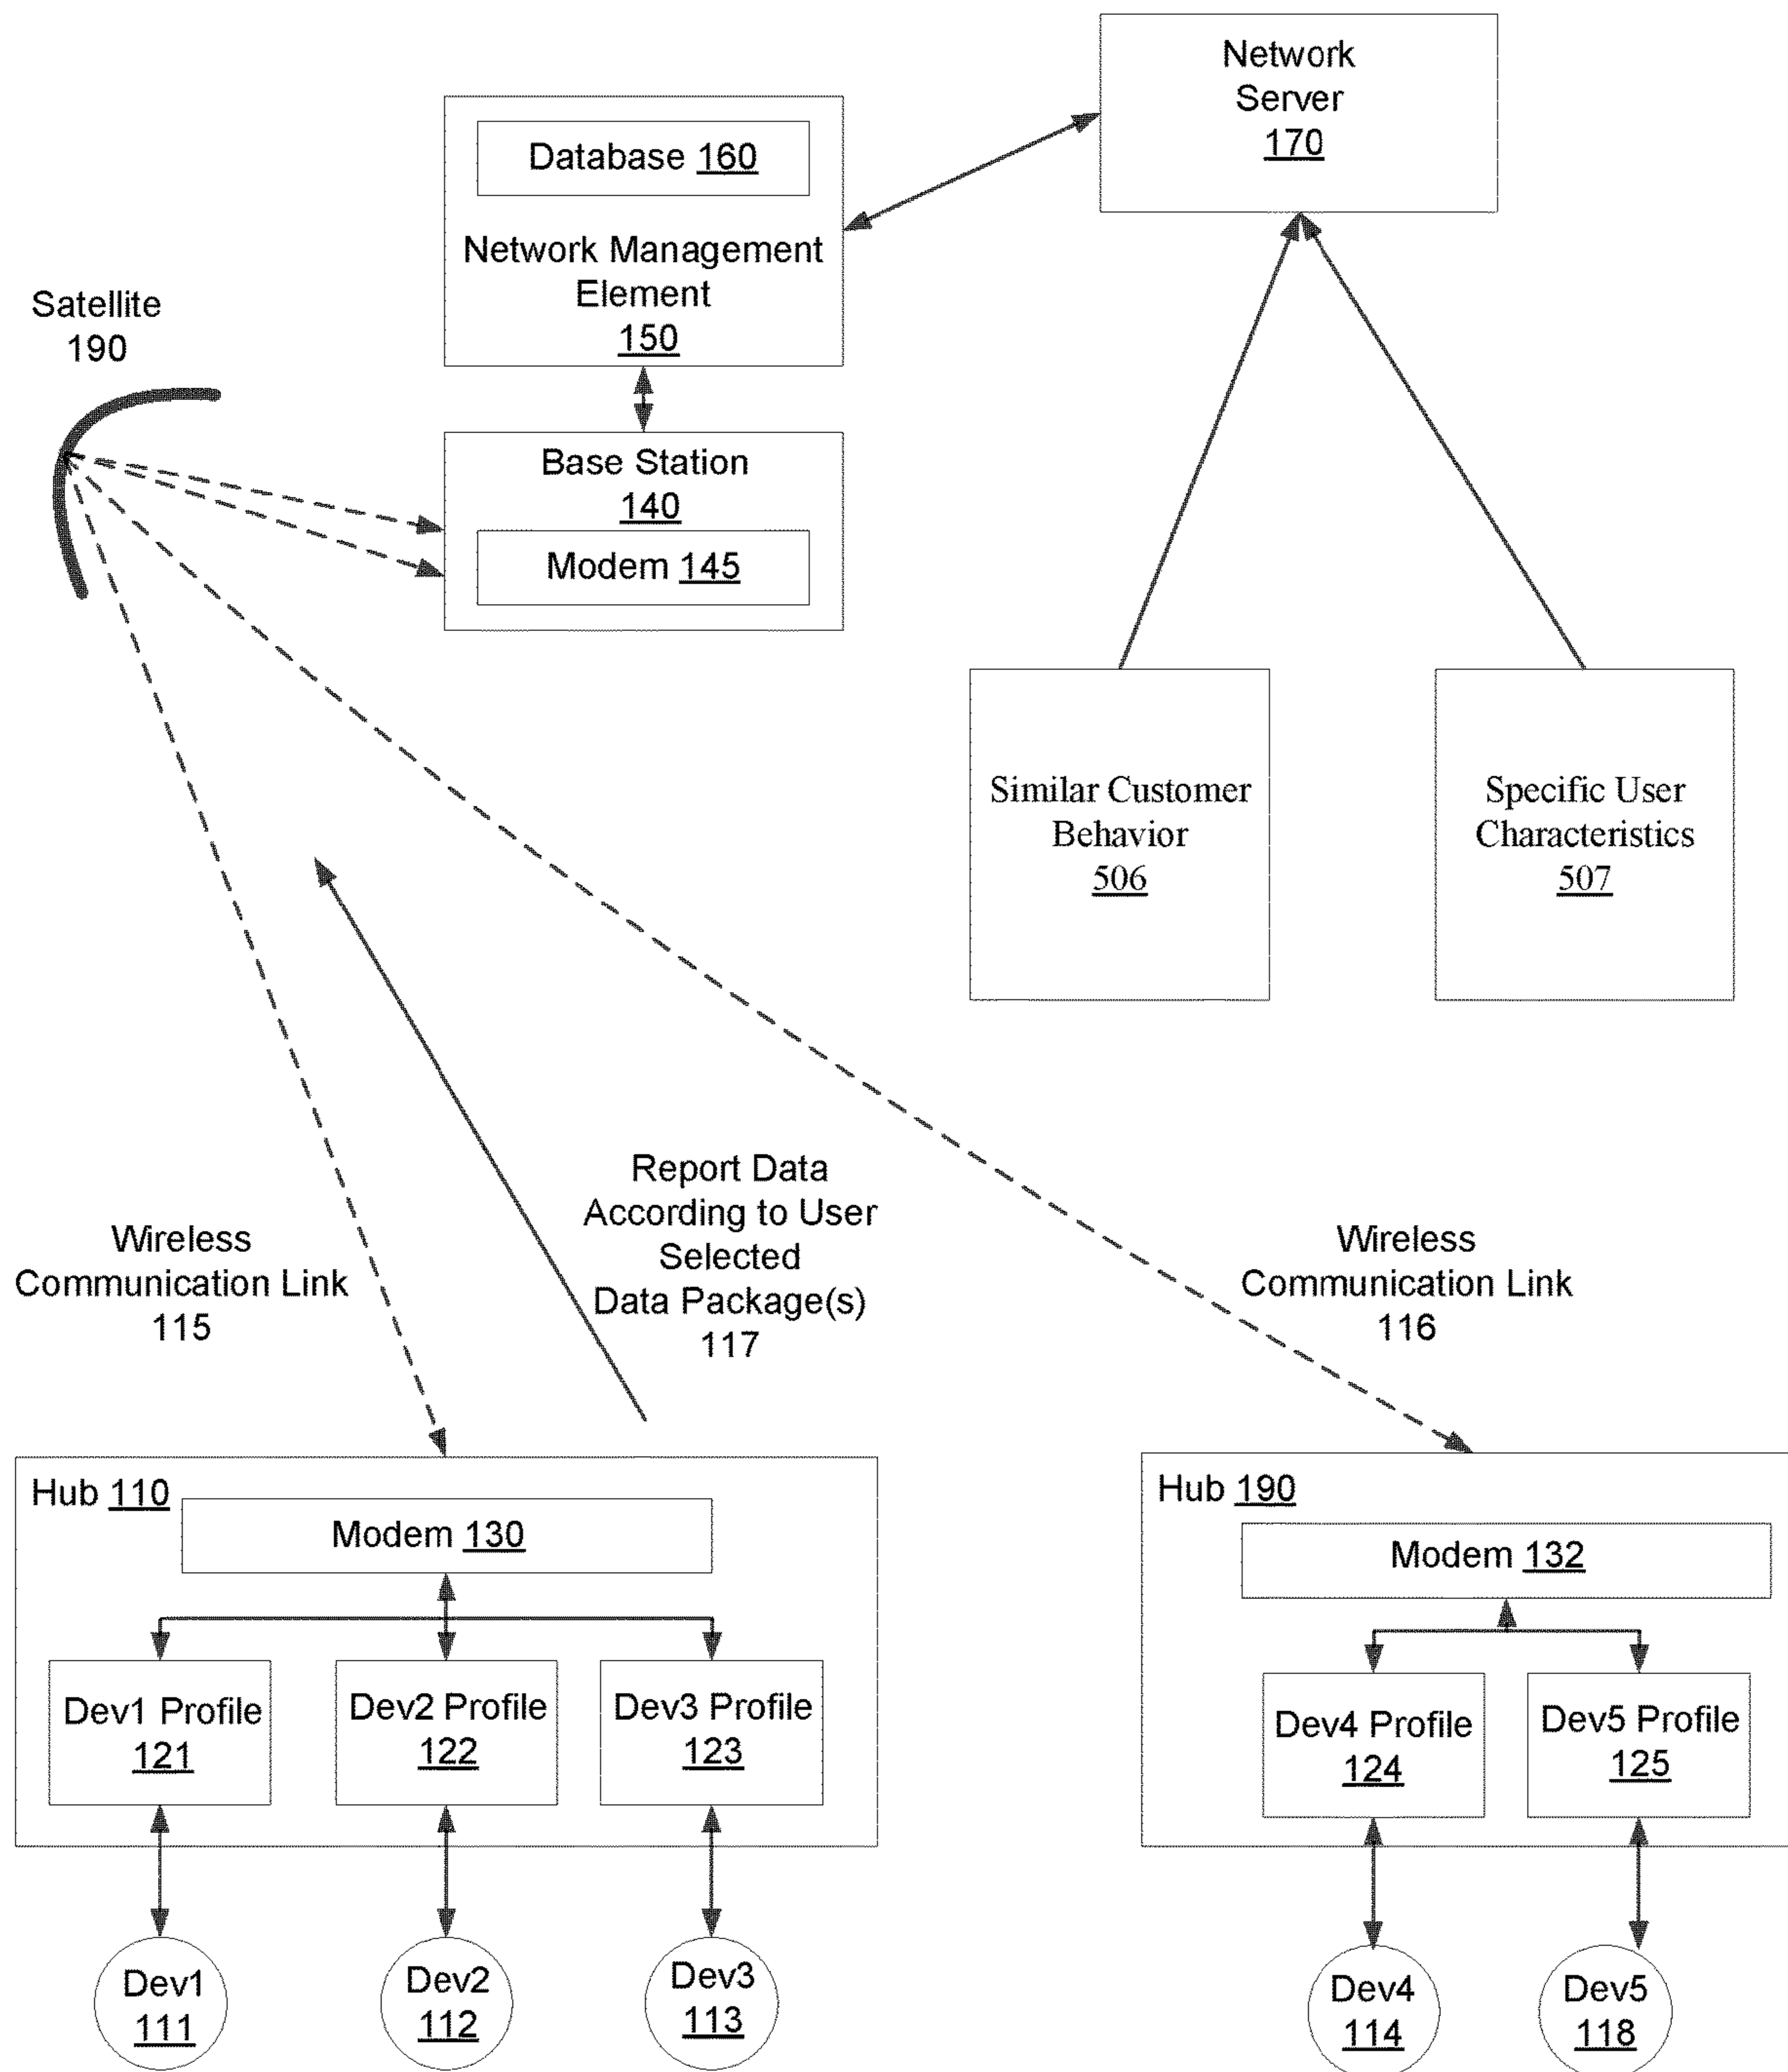 Network
Server
170
Database 160
Network Management
Element
150
Satellite
190
Base Station
140
Modem 145
Similar Customer
Behavior
506
Specific User
Characteristics
507
Report Data
According to User
Selected
Data Package(s)
117
Wireless
Communication Link
115
Wireless
Communication Link
116
Hub 110
Modem 130
Dev1 Profile
121
Dev2 Profile
122
Dev3 Profile
123
Hub 190
Modem 132
Dev4 Profile
124
Dev5 Profile
125
Dev1
111
Dev2
112
Dev3
113
Dev4
114
Dev5
118